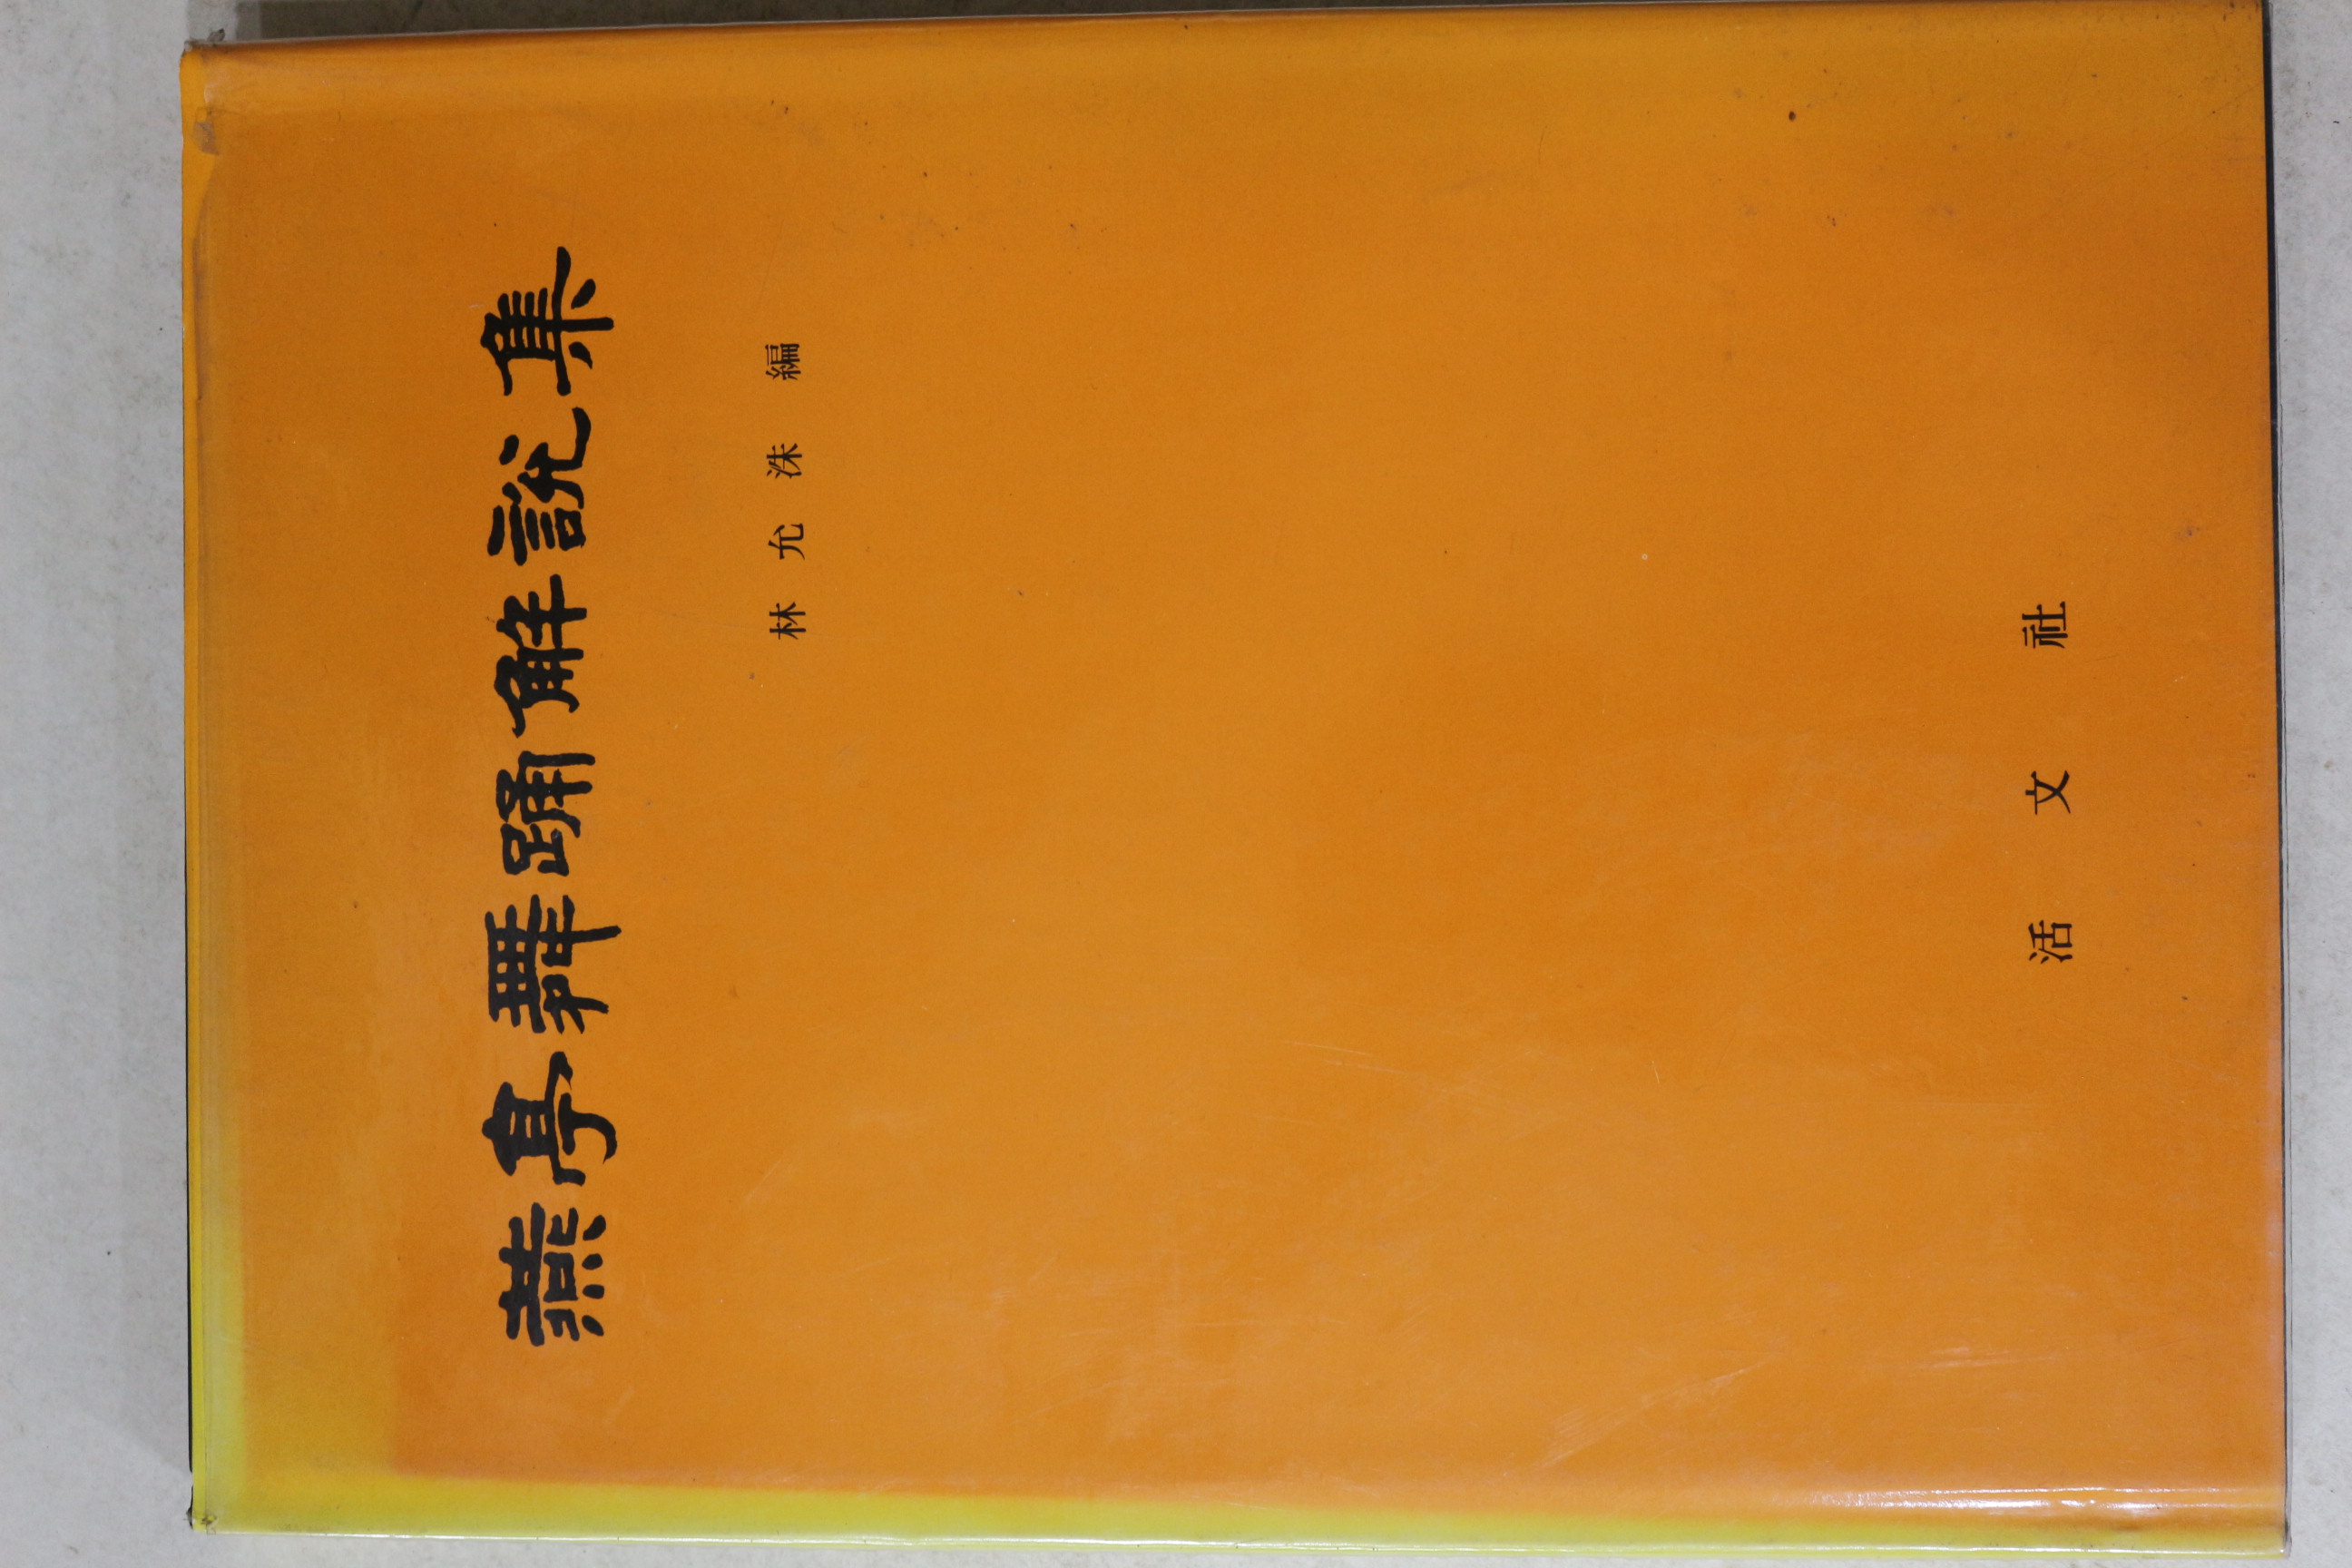 燕亭舞踊解說集
林允洙 編
活文社